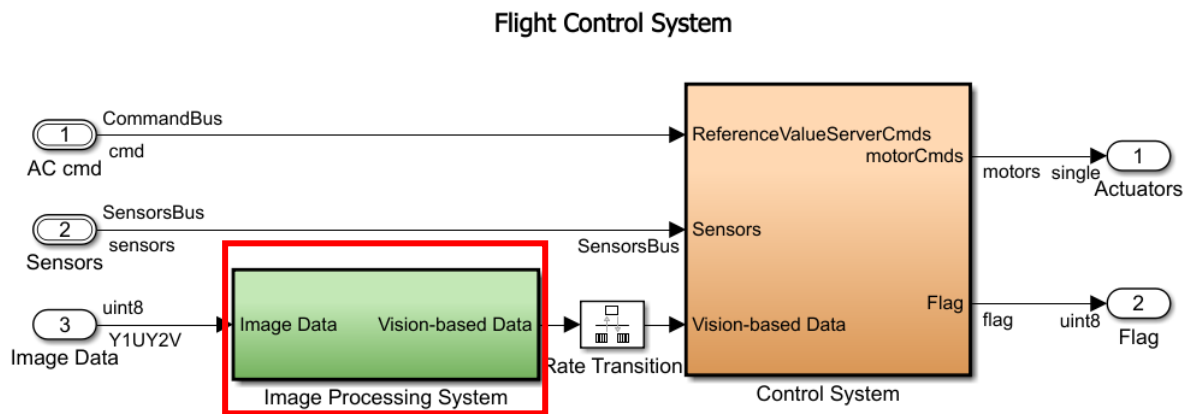 Flight Control System
CommandBus
1
cmd
AC cmd
ReferenceValueServerCmds
motorCmds
motors
single
1
Actuators
SensorsBus
2
sensors
Sensors
SensorsBus
Sensors
uint8
3
Y1UY2V
Image Data
Image Data
Vision-based Data
Image Processing System
Rate Transition
Vision-based Data
Flag
flag
uint8
2
Flag
Control System